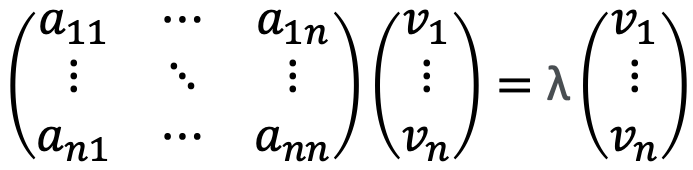 a₁₁ ⋯ a₁ₙ v₁ v₁
⋮ ⋱ ⋮ ⋮ = λ ⋮
aₙ₁ ⋯ aₙₙ vₙ vₙ